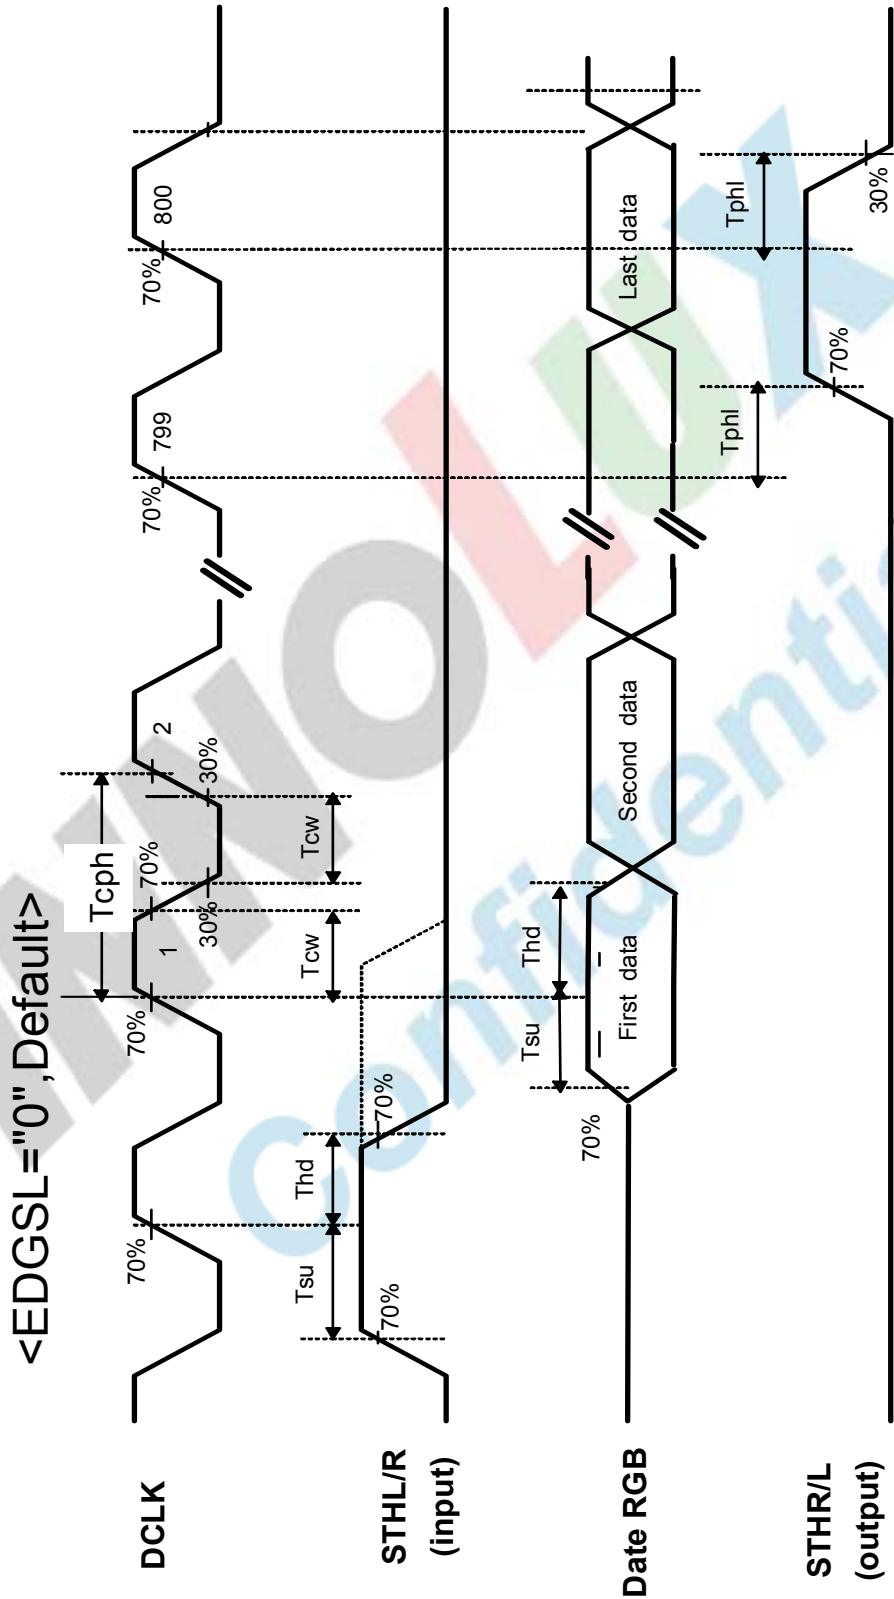 <EDGSL="0",Default>
Tcph
DCLK
70%
70%
1
70%
30%
30%
2
70%
799
70%
800
Tcw
Tcw
STHL/R
(input)
Tsu
Thd
70%
70%
Date RGB
70%
Tsu
Thd
First data
Second data
Last data
STHR/L
(output)
Tphl
Tphl
70%
30%
INNOLUX
Confidential